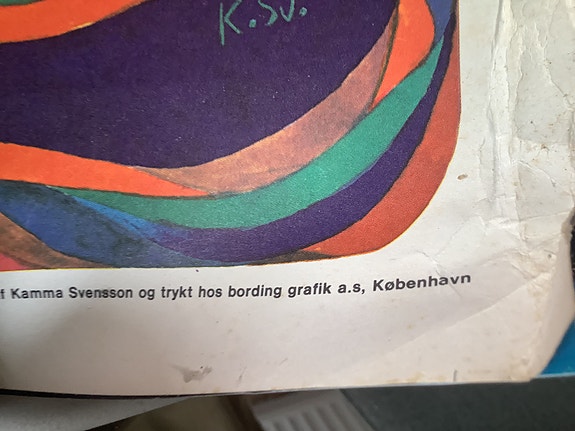 K.Sv.
Kamma Svensson og trykt hos bording grafik a.s, København